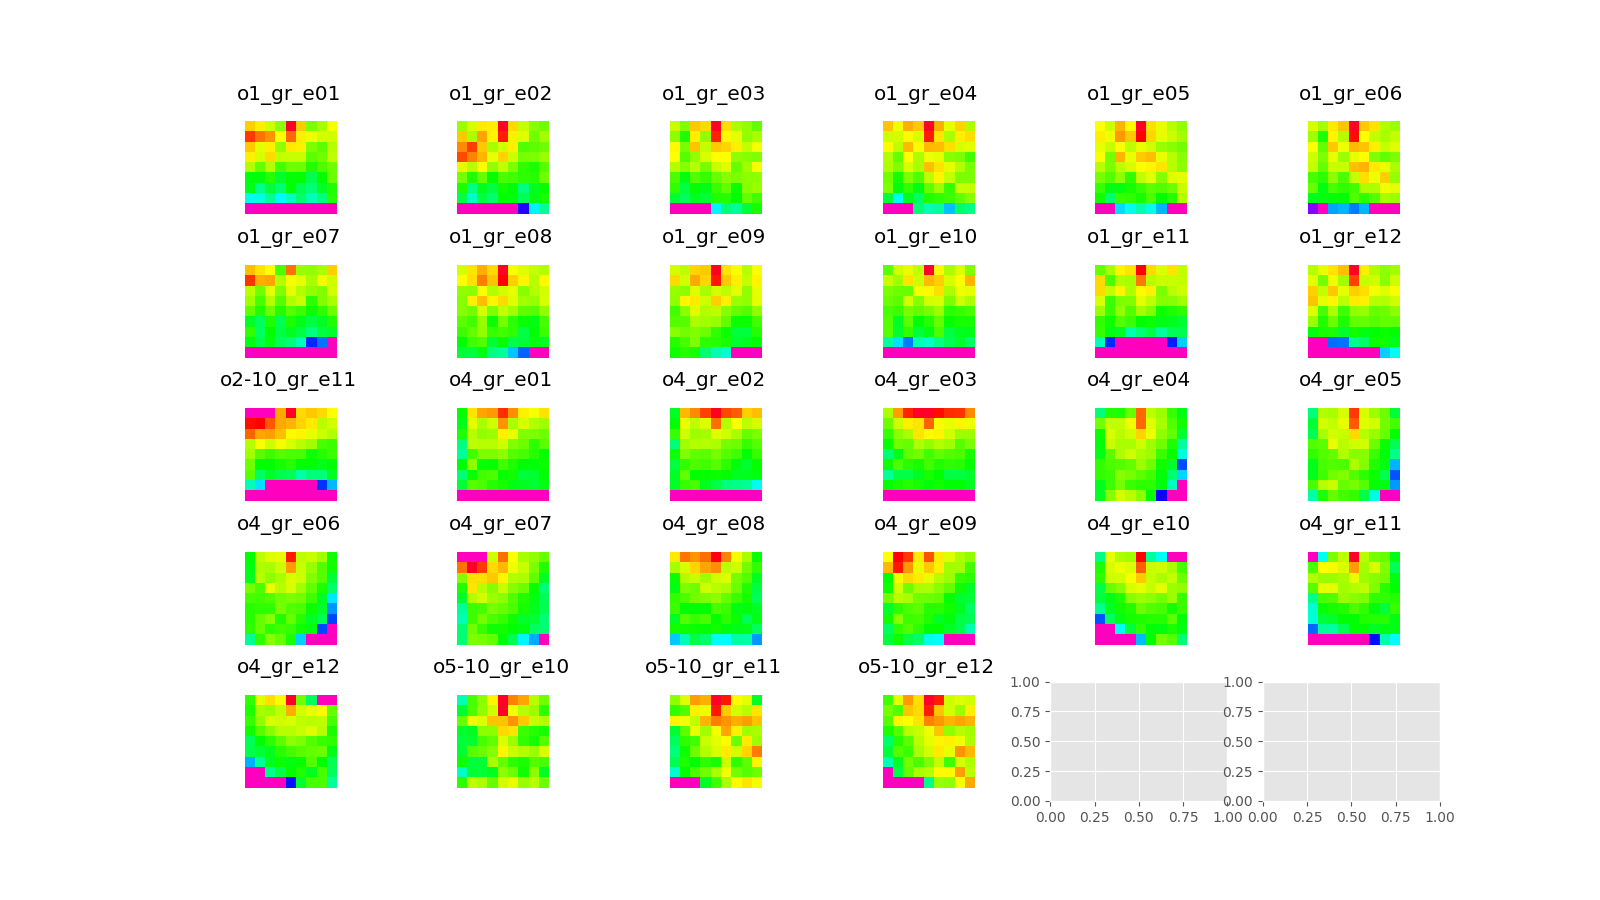 o1_gr_e01 o1_gr_e02 o1_gr_e03 o1_gr_e04 o1_gr_e05 o1_gr_e06
o1_gr_e07 o1_gr_e08 o1_gr_e09 o1_gr_e10 o1_gr_e11 o1_gr_e12
o2-10_gr_e11 o4_gr_e01 o4_gr_e02 o4_gr_e03 o4_gr_e04 o4_gr_e05
o4_gr_e06 o4_gr_e07 o4_gr_e08 o4_gr_e09 o4_gr_e10 o4_gr_e11
o4_gr_e12 o5-10_gr_e10 o5-10_gr_e11 o5-10_gr_e12
1.00 1.00
0.75 0.75
0.50 0.50
0.25 0.25
0.00 0.00
0.00 0.25 0.50 0.75 1.00 0.00 0.25 0.50 0.75 1.00